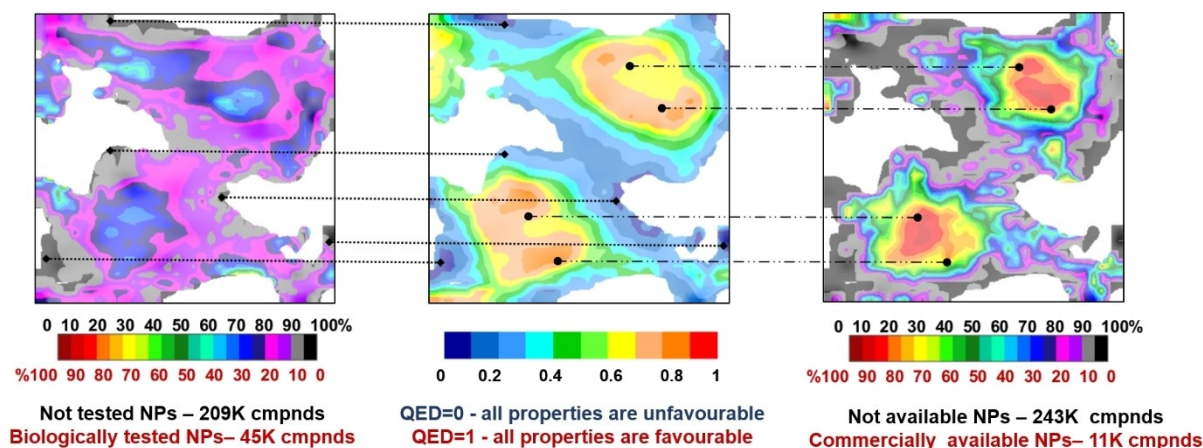 0 10 20 30 40 50 60 70 80 90 100%
%100 90 80 70 60 50 40 30 20 10 0
Not tested NPs – 209K cmpnds
Biologically tested NPs– 45K cmpnds
0 0.2 0.4 0.6 0.8 1
QED=0 - all properties are unfavourable
QED=1 - all properties are favourable
0 10 20 30 40 50 60 70 80 90 100%
%100 90 80 70 60 50 40 30 20 10 0
Not available NPs – 243K cmpnds
Commercially available NPs– 11K cmpnds